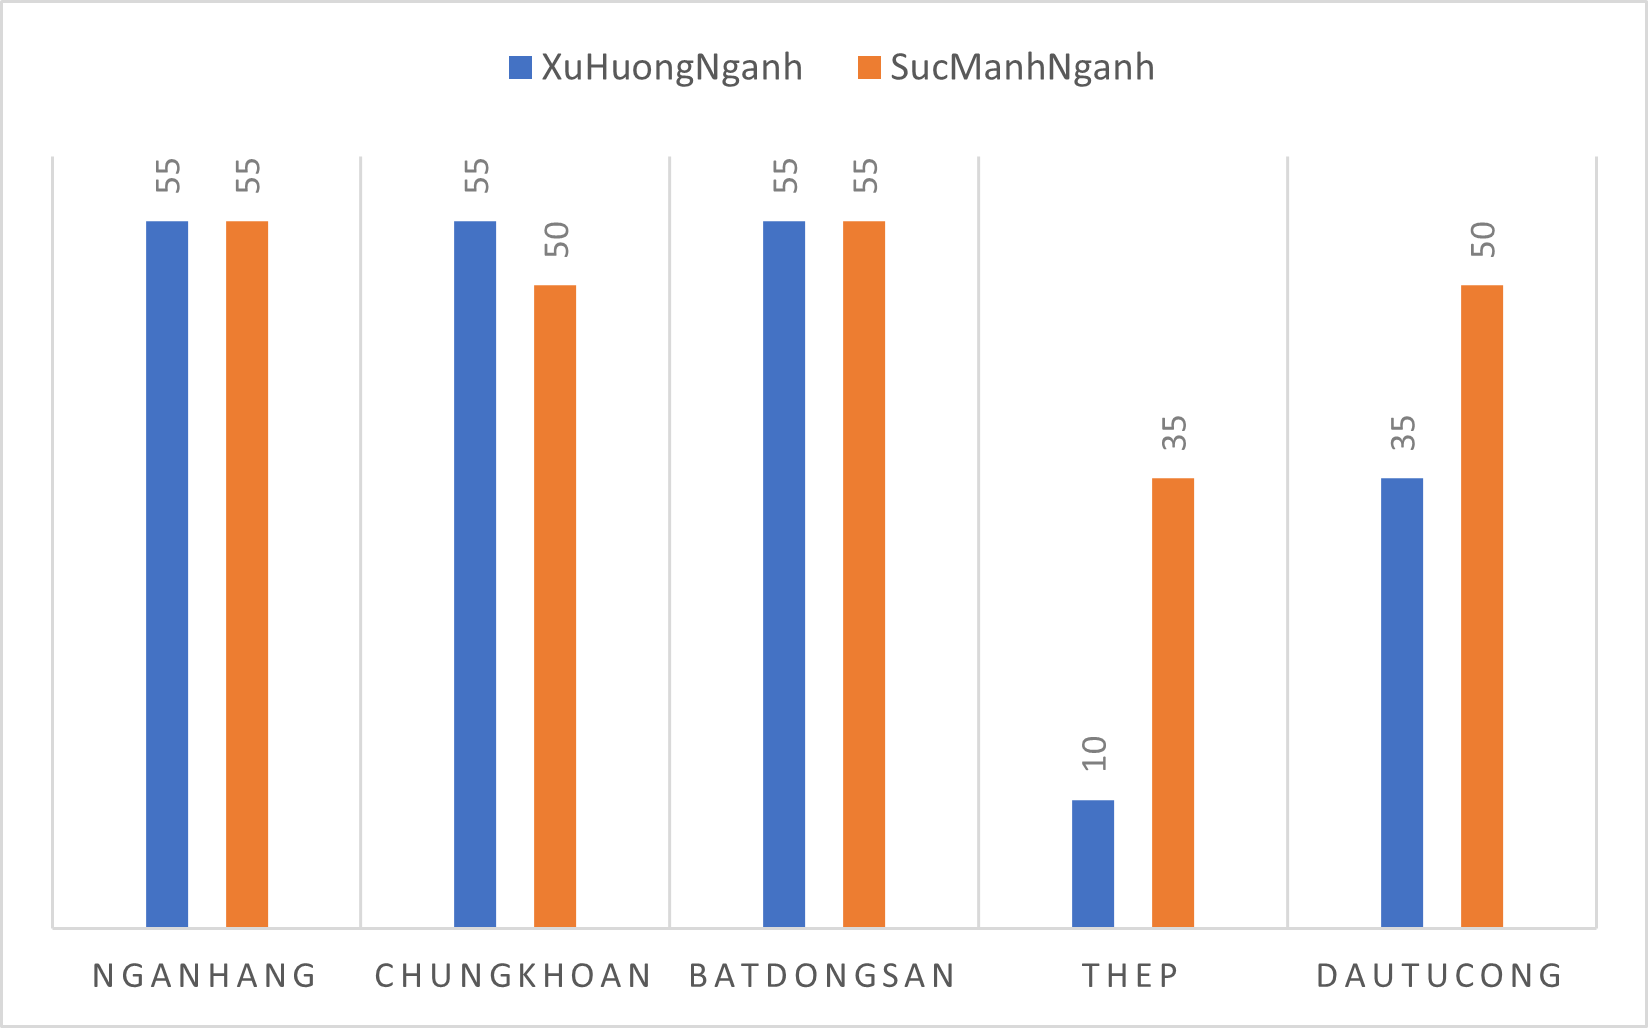 XuHuongNganh SucManhNganh
55 55 55 50 55 55 10 35 35 50
NGANHANG CHUNGKHOAN BATDONGSAN THEP DAUTUCONG